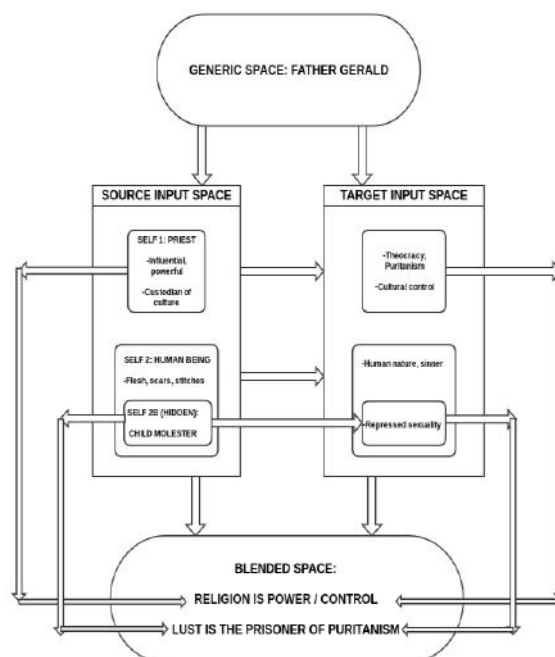 GENERIC SPACE: FATHER GERALD
SOURCE INPUT SPACE
TARGET INPUT SPACE
SELF 1: PRIEST
-Influential,
powerful
-Custodian of
culture
-Theocracy,
Puritanism
-Cultural control
SELF 2: HUMAN BEING
-Flesh, scars, stitches
SELF 2B (HIDDEN):
CHILD MOLESTER
-Human nature, sinner
-Repressed sexuality
BLENDED SPACE:
RELIGION IS POWER / CONTROL
LUST IS THE PRISONER OF PURITANISM